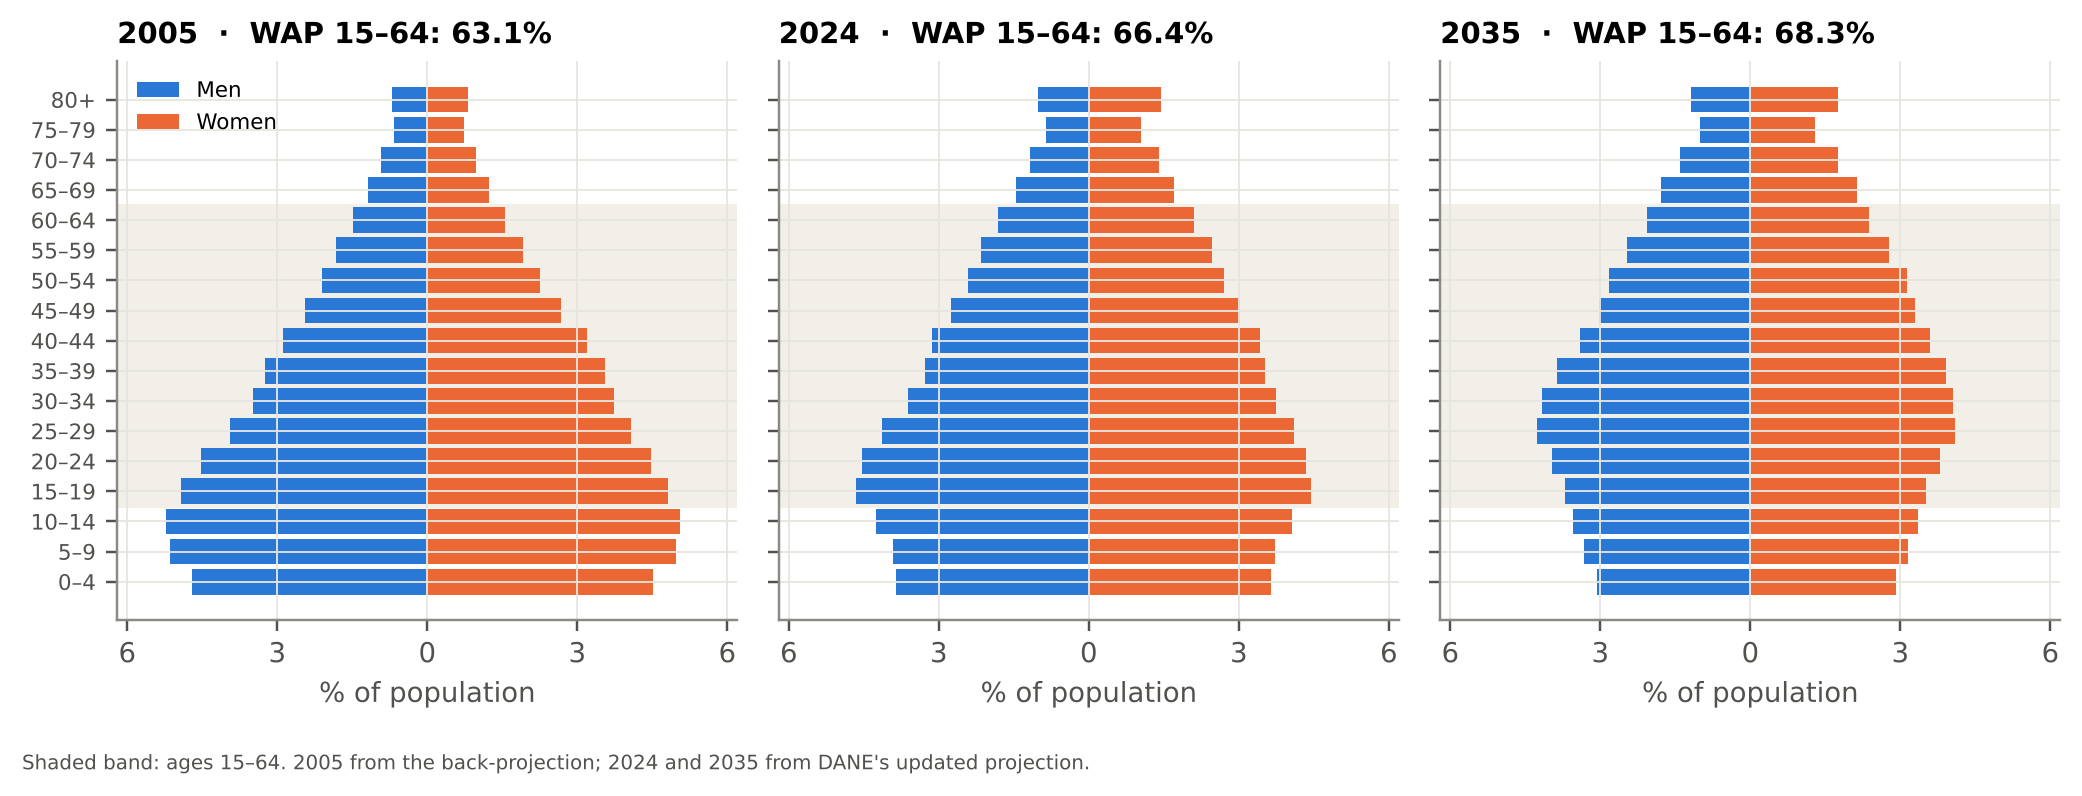 2005 · WAP 15–64: 63.1%
2024 · WAP 15–64: 66.4%
2035 · WAP 15–64: 68.3%
Men
Women
80+
75–79
70–74
65–69
60–64
55–59
50–54
45–49
40–44
35–39
30–34
25–29
20–24
15–19
10–14
5–9
0–4
6 3 0 3 6
6 3 0 3 6
6 3 0 3 6
% of population
% of population
% of population
Shaded band: ages 15–64. 2005 from the back-projection; 2024 and 2035 from DANE's updated projection.